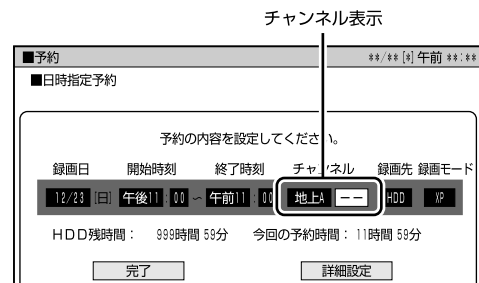 チャンネル表示
■予約 **/** [*] 午前 **:**
■日時指定予約
予約の内容を設定してください。
録画日 開始時刻 終了時刻 チャンネル 録画先 録画モード
12/23 [日] 午後11:00 ~ 午前11:00 地上A -- HDD XP
HDD残時間: 999時間 59分 今回の予約時間: 11時間 59分
完了 詳細設定